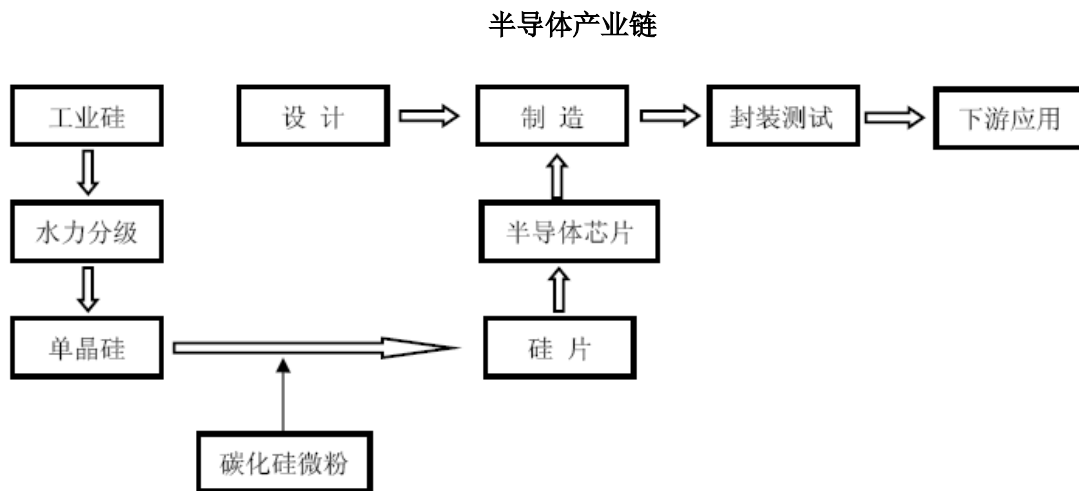 半导体产业链
工业硅
设 计
制 造
封装测试
下游应用
水力分级
半导体芯片
单晶硅
硅 片
碳化硅微粉